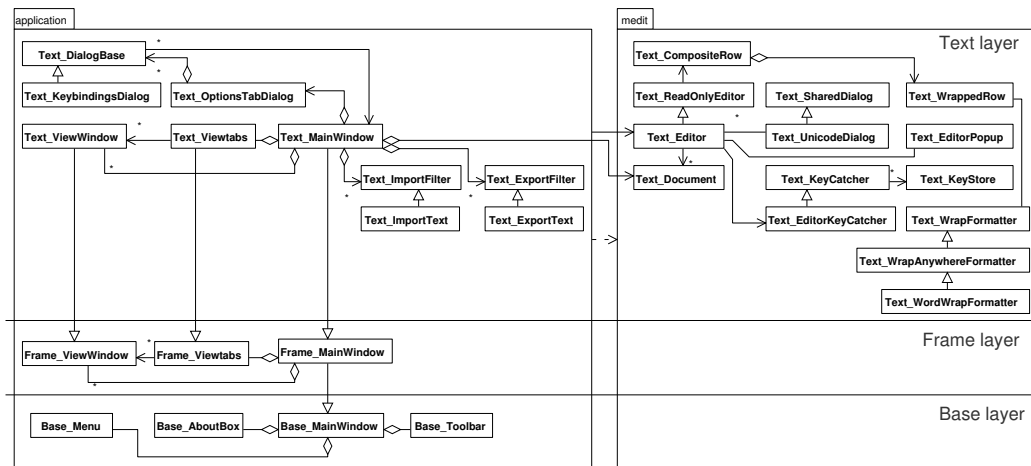 application
medit
Text layer
*
Text_DialogBase
Text_CompositeRow
*
*
Text_KeybindingsDialog
Text_OptionsTabDialog
Text_ReadOnlyEditor
Text_SharedDialog
Text_WrappedRow
*
*
Text_ViewWindow
Text_Viewtabs
Text_MainWindow
Text_Editor
Text_UnicodeDialog
Text_EditorPopup
*
*
Text_ImportFilter
Text_ExportFilter
Text_Document
Text_KeyCatcher
*
Text_KeyStore
*
*
Text_ImportText
Text_ExportText
Text_EditorKeyCatcher
Text_WrapFormatter
Text_WrapAnywhereFormatter
Text_WordWrapFormatter
Frame layer
*
Frame_ViewWindow
Frame_Viewtabs
Frame_MainWindow
*
Base layer
Base_Menu
Base_AboutBox
Base_MainWindow
Base_Toolbar